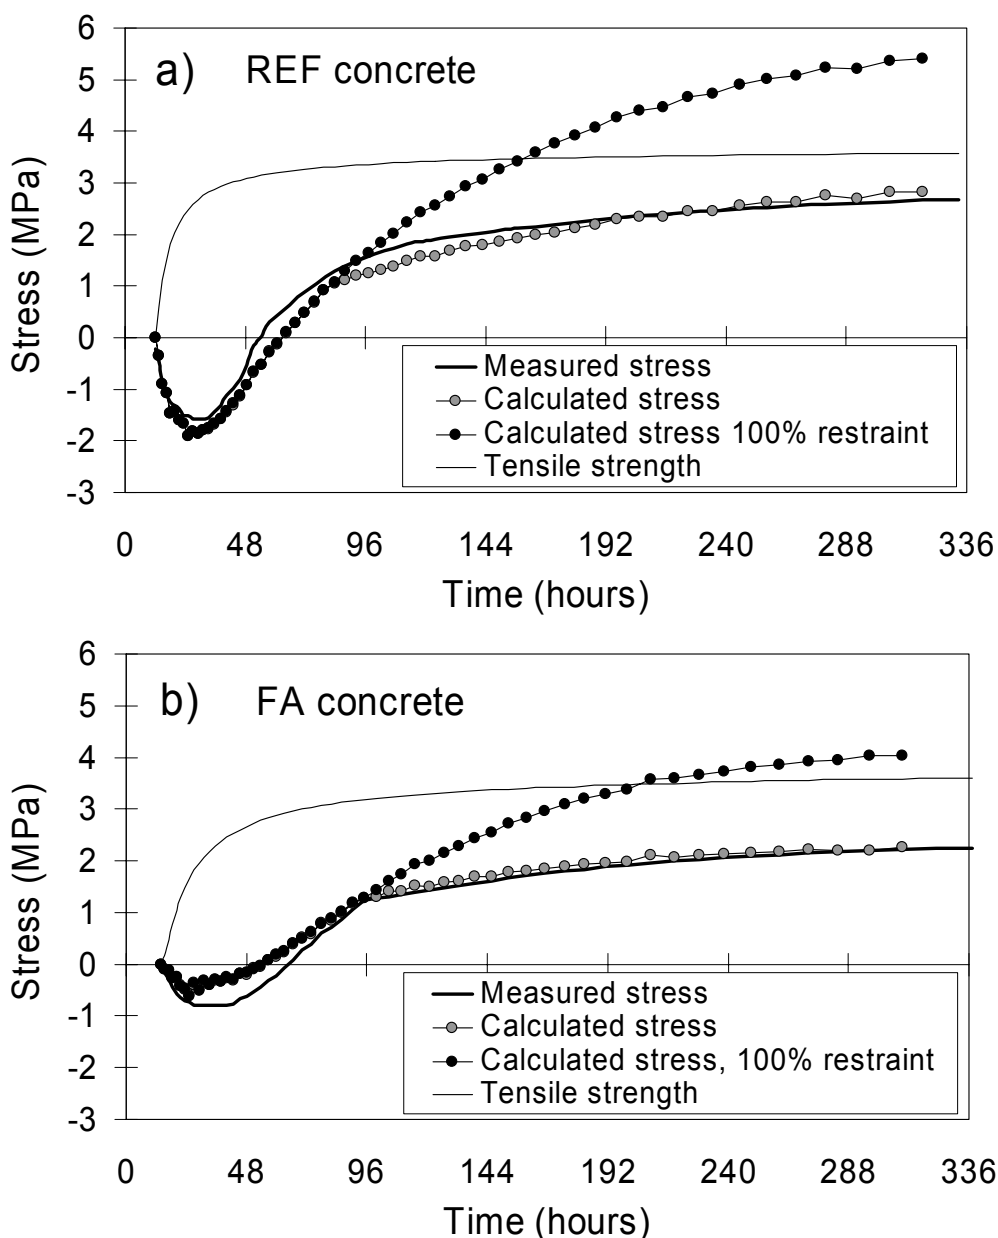 6
5
4
3
2
1
0
-1
-2
-3
Stress (MPa)
a) REF concrete
Measured stress
Calculated stress
Calculated stress 100% restraint
Tensile strength
0 48 96 144 192 240 288 336
Time (hours)
6
5
4
3
2
1
0
-1
-2
-3
Stress (MPa)
b) FA concrete
Measured stress
Calculated stress
Calculated stress, 100% restraint
Tensile strength
0 48 96 144 192 240 288 336
Time (hours)